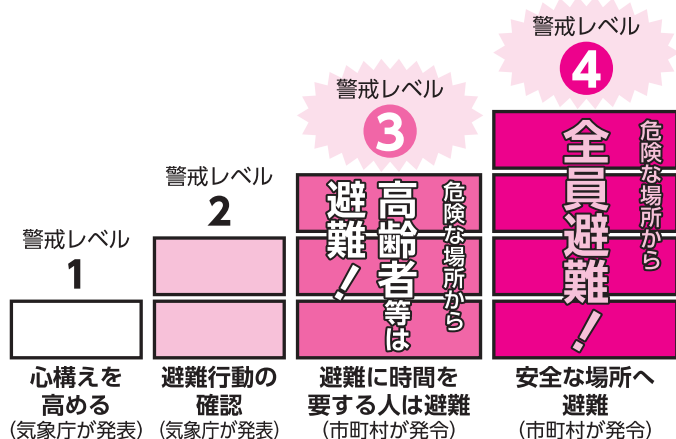 警戒レベル
1
心構えを
高める
(気象庁が発表)
警戒レベル
2
避難行動の
確認
(気象庁が発表)
警戒レベル
3
危険な場所から
高齢者等は
避難！
避難に時間を
要する人は避難
(市町村が発令)
警戒レベル
4
危険な場所から
全員避難！
安全な場所へ
避難
(市町村が発令)